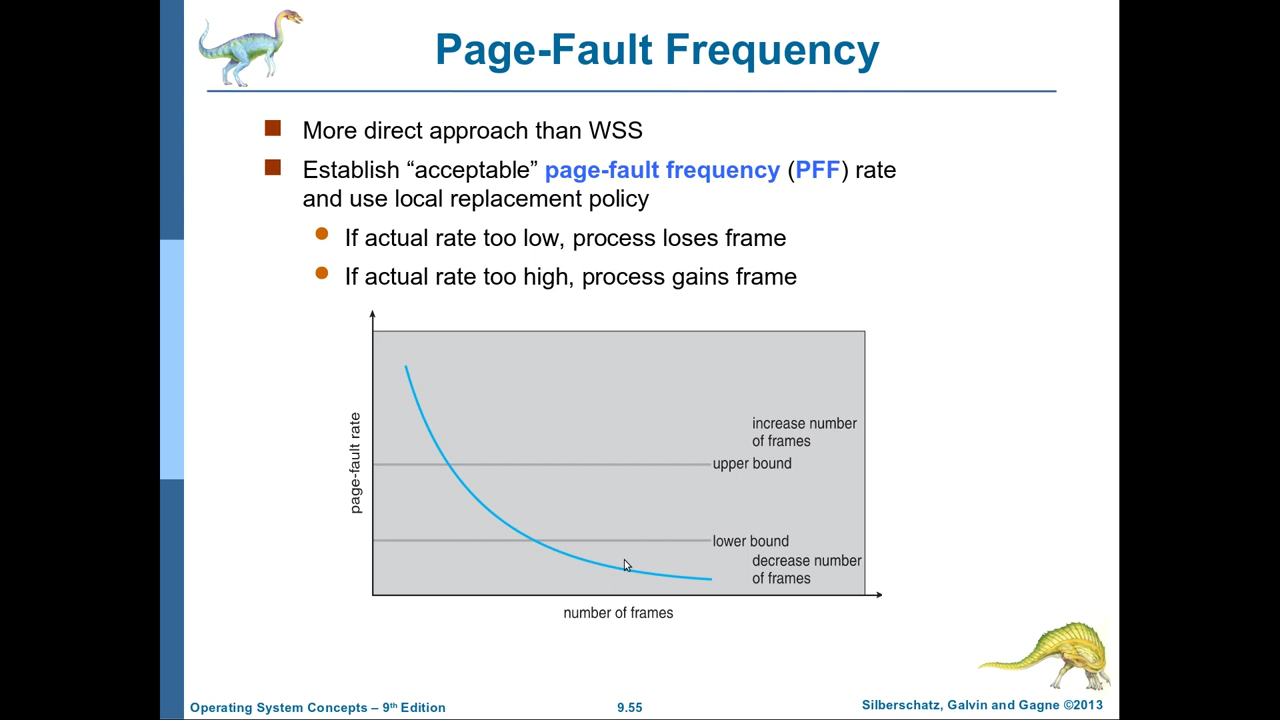 Page-Fault Frequency
More direct approach than WSS
Establish “acceptable” page-fault frequency (PFF) rate
and use local replacement policy
If actual rate too low, process loses frame
If actual rate too high, process gains frame
page-fault rate
increase number
of frames
upper bound
lower bound
decrease number
of frames
number of frames
Operating System Concepts – 9th Edition
9.55
Silberschatz, Galvin and Gagne ©2013